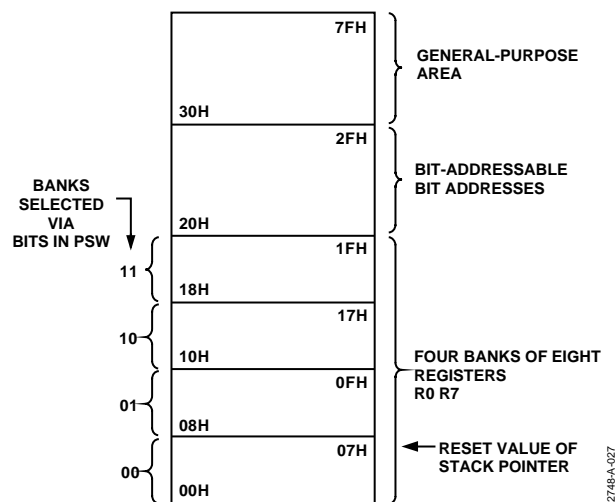 7FH
GENERAL-PURPOSE
AREA
30H
2FH
BIT-ADDRESSABLE
BIT ADDRESSES
BANKS
SELECTED
VIA
BITS IN PSW
20H
1FH
11
18H
17H
10
10H
FOUR BANKS OF EIGHT
REGISTERS
R0 R7
0FH
01
08H
07H
RESET VALUE OF
STACK POINTER
00
00H